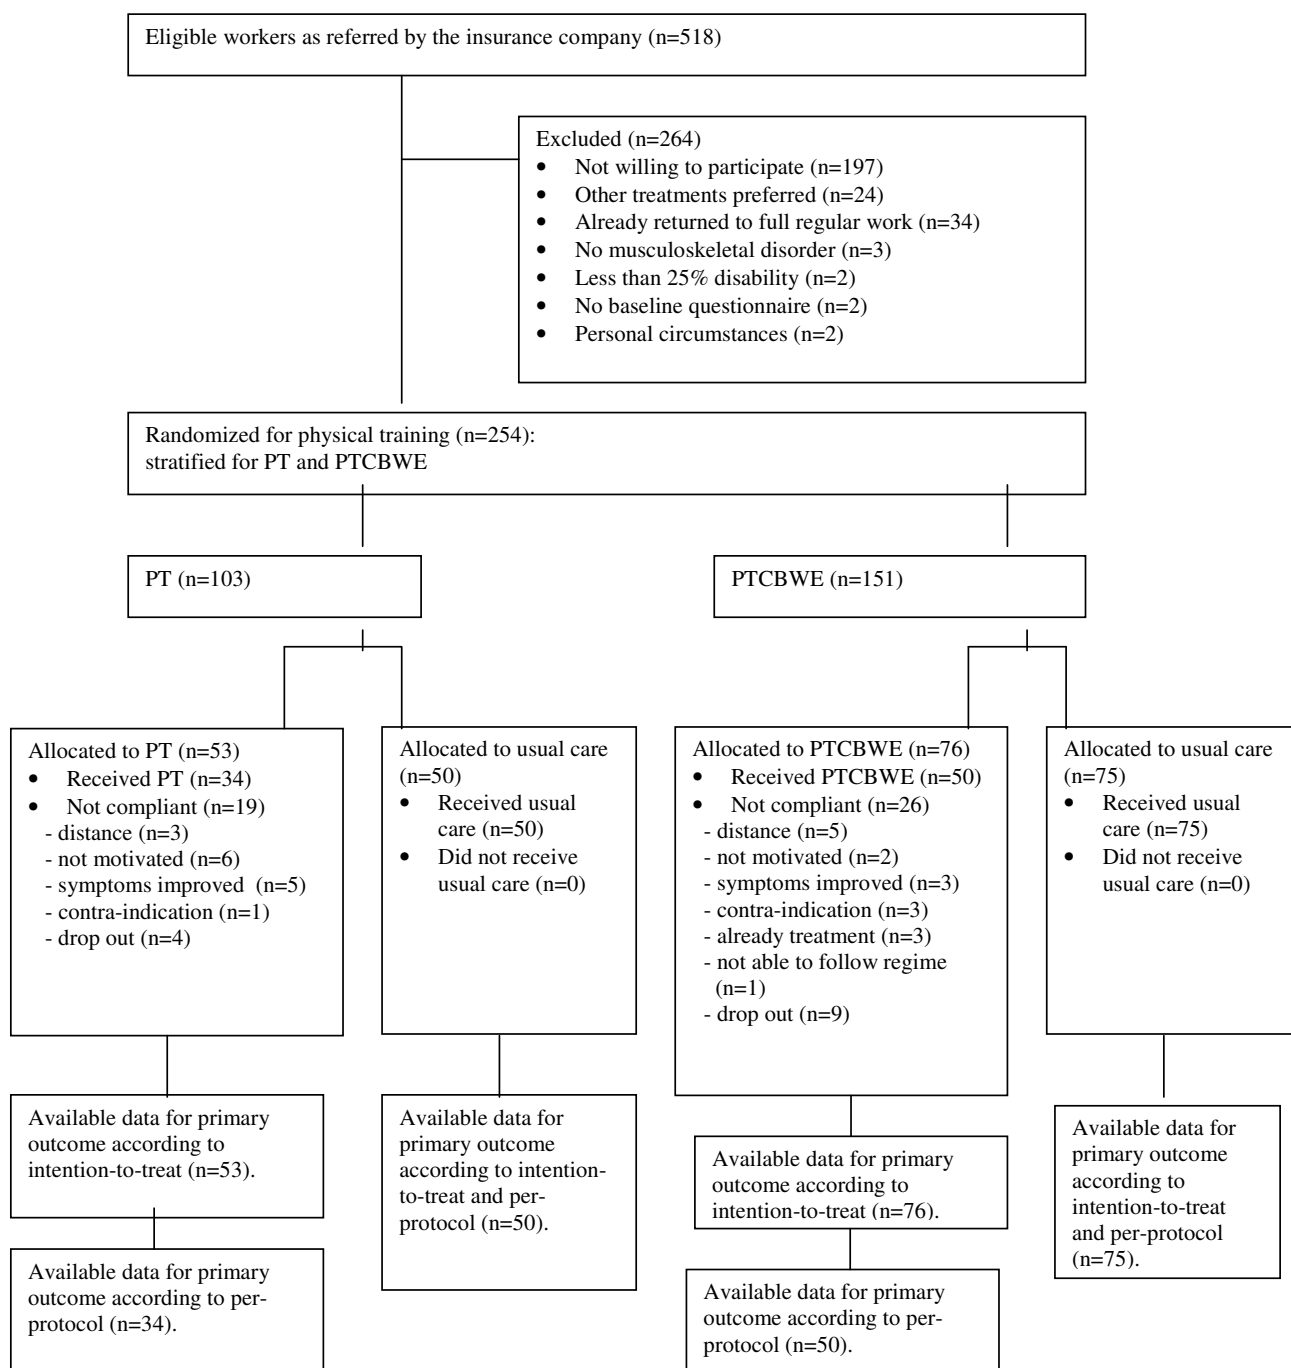 Eligible workers as referred by the insurance company (n=518)
Excluded (n=264)
• Not willing to participate (n=197)
• Other treatments preferred (n=24)
• Already returned to full regular work (n=34)
• No musculoskeletal disorder (n=3)
• Less than 25% disability (n=2)
• No baseline questionnaire (n=2)
• Personal circumstances (n=2)
Randomized for physical training (n=254):
stratified for PT and PTCBWE
PT (n=103)
PTCBWE (n=151)
Allocated to PT (n=53)
• Received PT (n=34)
• Not compliant (n=19)
- distance (n=3)
- not motivated (n=6)
- symptoms improved (n=5)
- contra-indication (n=1)
- drop out (n=4)
Allocated to usual care
(n=50)
• Received usual
care (n=50)
• Did not receive
usual care (n=0)
Allocated to PTCBWE (n=76)
• Received PTCBWE (n=50)
• Not compliant (n=26)
- distance (n=5)
- not motivated (n=2)
- symptoms improved (n=3)
- contra-indication (n=3)
- already treatment (n=3)
- not able to follow regime
(n=1)
- drop out (n=9)
Allocated to usual care
(n=75)
• Received usual
care (n=75)
• Did not receive
usual care (n=0)
Available data for primary
outcome according to
intention-to-treat (n=53).
Available data for
primary outcome
according to intention-
to-treat and per-
protocol (n=50).
Available data for primary
outcome according to
intention-to-treat (n=76).
Available data for
primary outcome
according to
intention-to-treat
and per-protocol
(n=75).
Available data for primary
outcome according to per-
protocol (n=34).
Available data for primary
outcome according to per-
protocol (n=50).